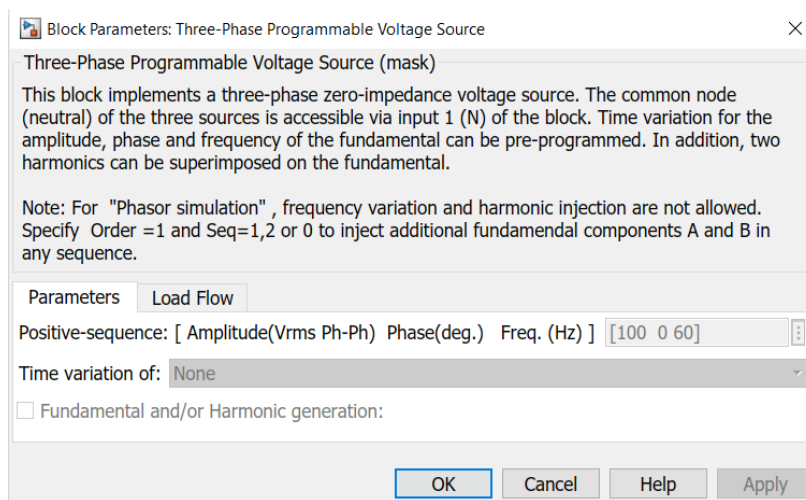 Block Parameters: Three-Phase Programmable Voltage Source
Three-Phase Programmable Voltage Source (mask)
This block implements a three-phase zero-impedance voltage source. The common node
(neutral) of the three sources is accessible via input 1 (N) of the block. Time variation for the
amplitude, phase and frequency of the fundamental can be pre-programmed. In addition, two
harmonics can be superimposed on the fundamental.
Note: For "Phasor simulation" , frequency variation and harmonic injection are not allowed.
Specify Order =1 and Seq=1,2 or 0 to inject additional fundamendal components A and B in
any sequence.
Parameters Load Flow
Positive-sequence: [ Amplitude(Vrms Ph-Ph) Phase(deg.) Freq. (Hz) ] [100 0 60]
Time variation of: None
Fundamental and/or Harmonic generation:
OK Cancel Help Apply